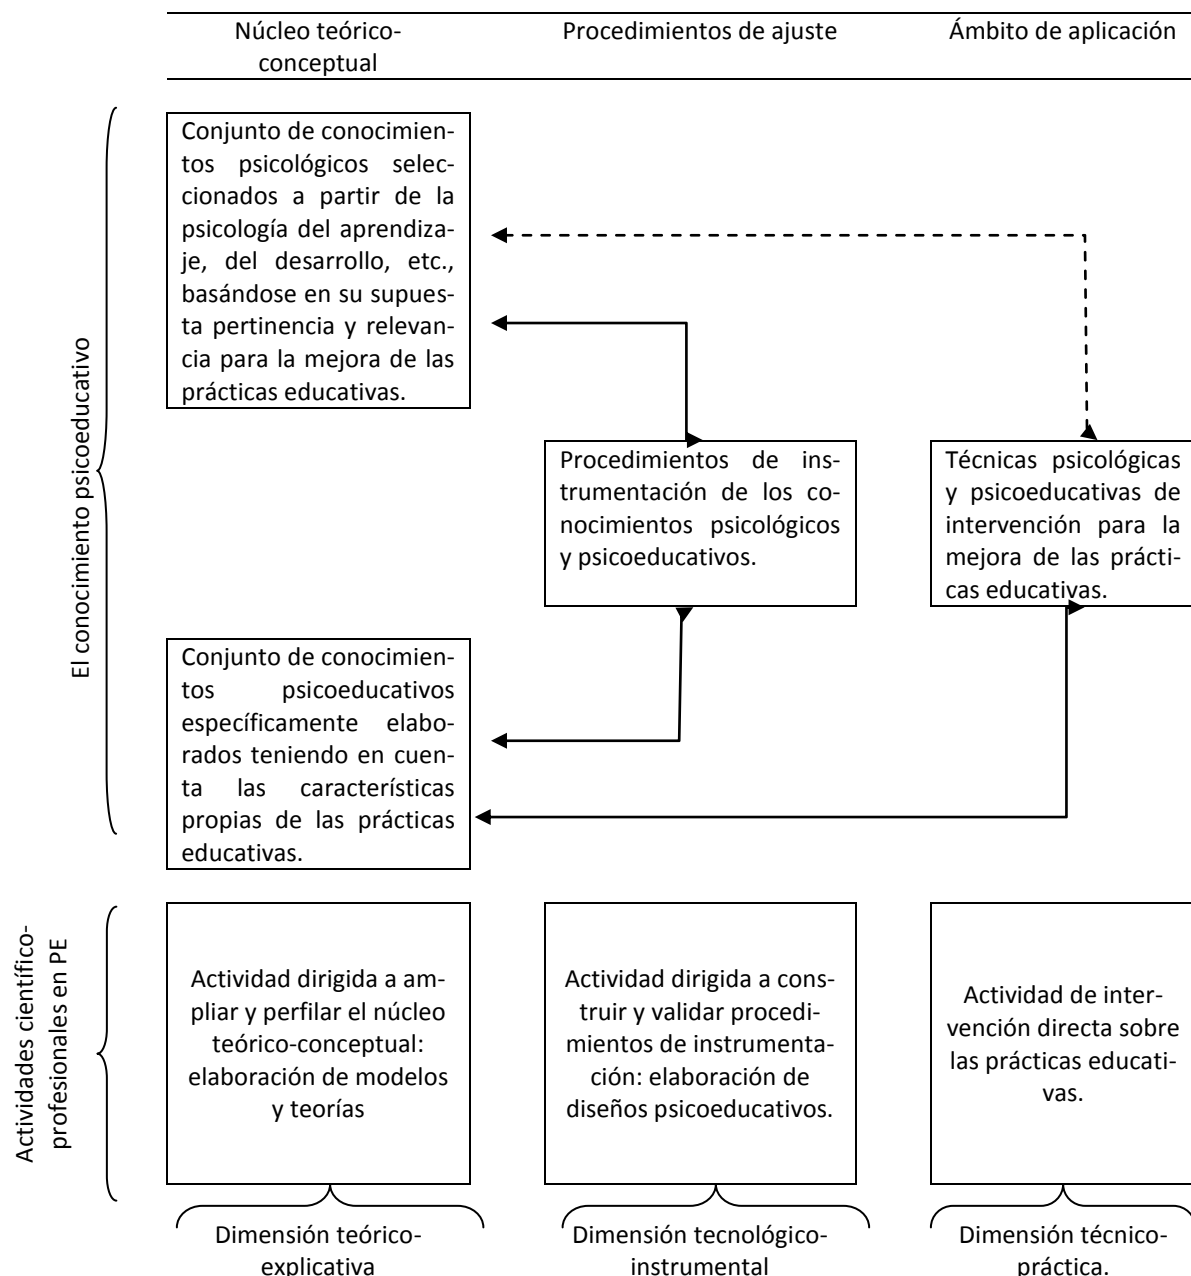 Núcleo teórico-
conceptual
Procedimientos de ajuste
Ámbito de aplicación
El conocimiento psicoeducativo
Conjunto de conocimien-
tos psicológicos selec-
cionados a partir de la
psicología del aprendiza-
je, del desarrollo, etc.,
basándose en su supues-
ta pertinencia y relevan-
cia para la mejora de las
prácticas educativas.
Procedimientos de ins-
trumentación de los co-
nocimientos psicológicos
y psicoeducativos.
Técnicas psicológicas
y psicoeducativas de
intervención para la
mejora de las prácti-
cas educativas.
Conjunto de conocimien-
tos psicoeducativos
específicamente elabo-
rados teniendo en cuen-
ta las características
propias de las prácticas
educativas.
Actividades científico-
profesionales en PE
Actividad dirigida a am-
pliar y perfilar el núcleo
teórico-conceptual:
elaboración de modelos
y teorías
Actividad dirigida a cons-
truir y validar procedi-
mientos de instrumenta-
ción: elaboración de
diseños psicoeducativos.
Actividad de inter-
vención directa sobre
las prácticas educati-
vas.
Dimensión teórico-
explicativa
Dimensión tecnológico-
instrumental
Dimensión técnico-
práctica.